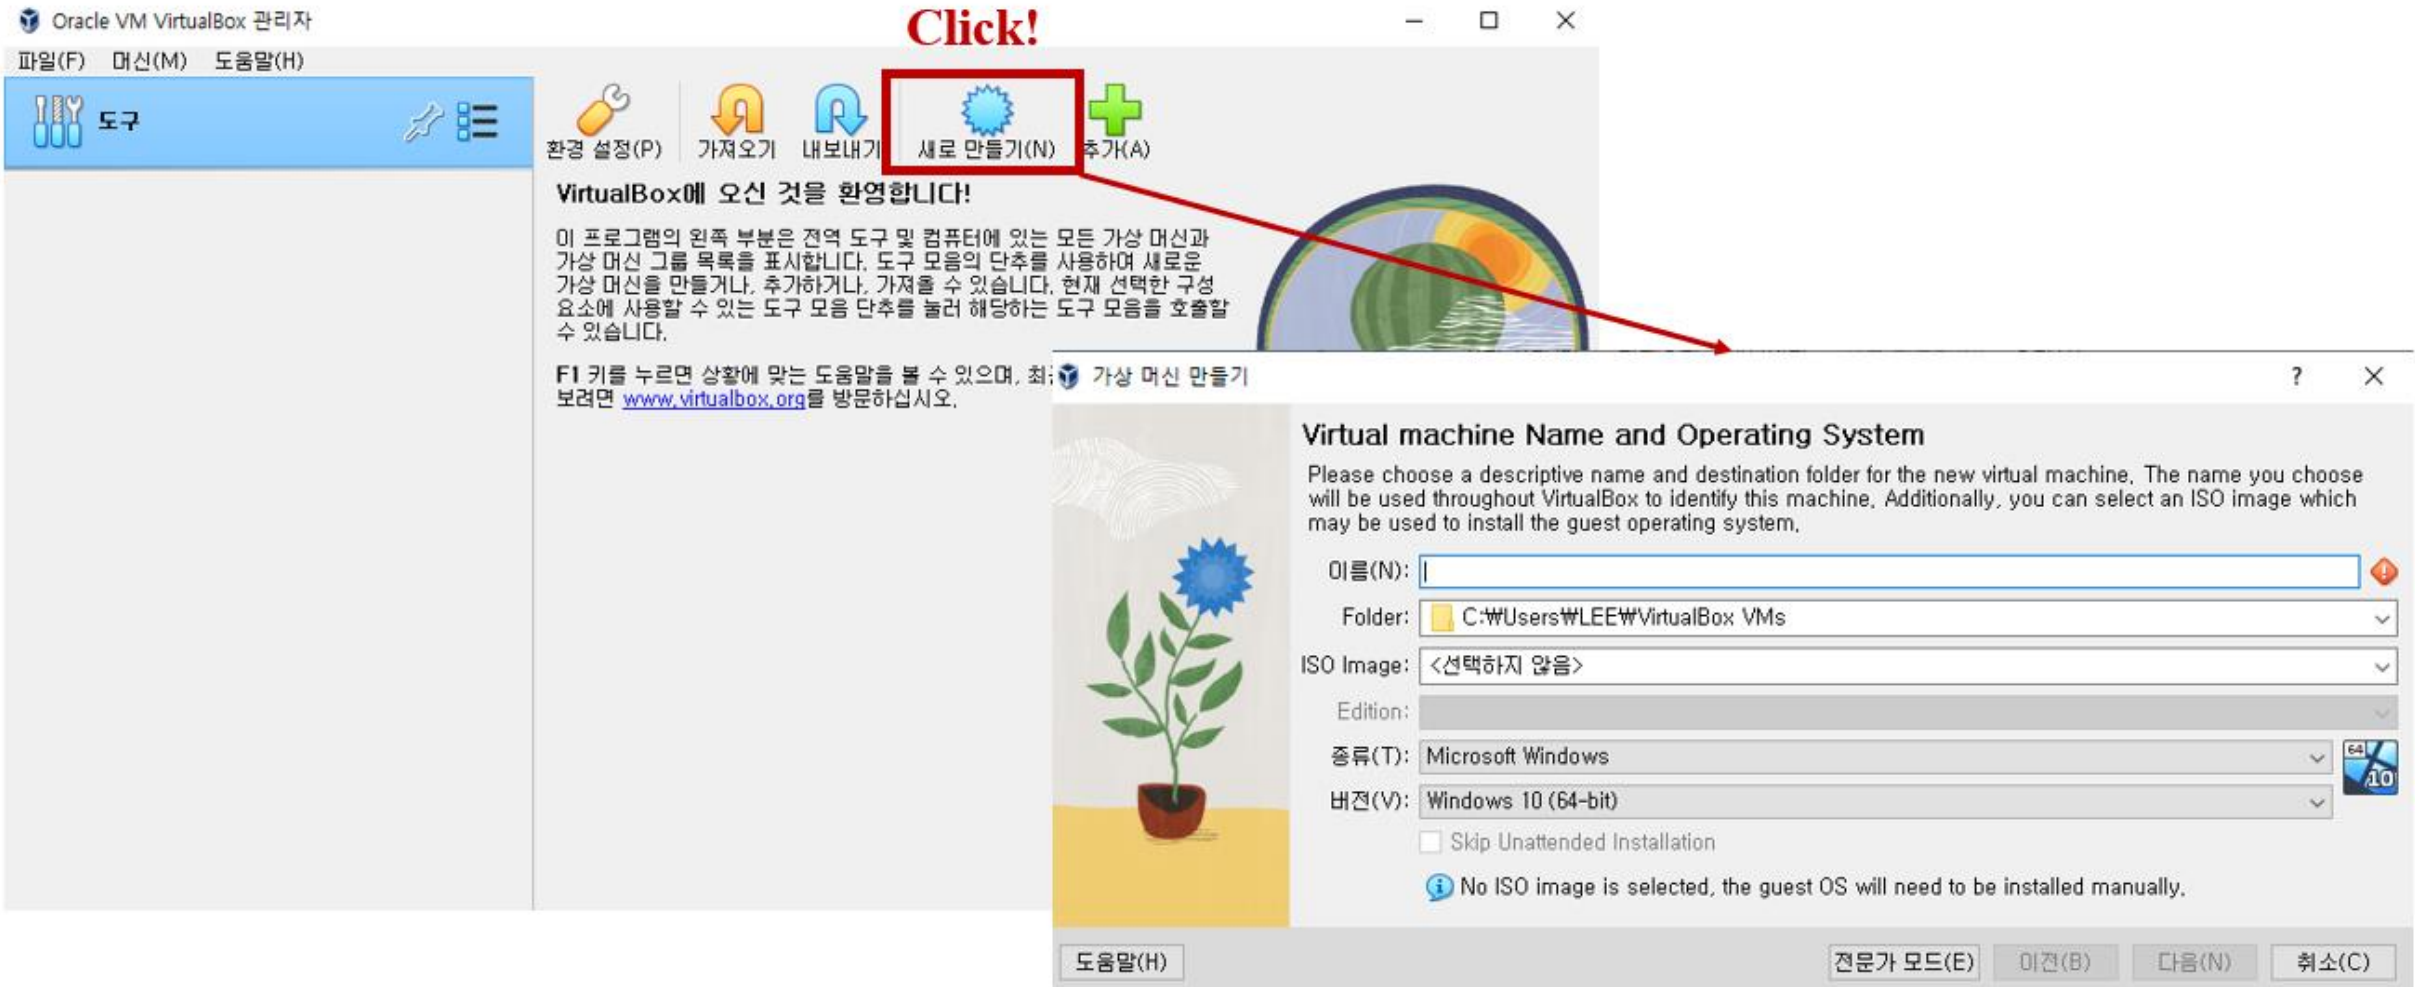 Oracle VM VirtualBox 관리자
Click!
파일(F) 머신(M) 도움말(H)
도구
환경 설정(P) 가져오기 내보내기 새로 만들기(N) 추가(A)
VirtualBox에 오신 것을 환영합니다!
이 프로그램의 왼쪽 부분은 전역 도구 및 컴퓨터에 있는 모든 가상 머신과
가상 머신 그룹 목록을 표시합니다. 도구 모음의 단추를 사용하여 새로운
가상 머신을 만들거나, 추가하거나, 가져올 수 있습니다. 현재 선택한 구성
요소에 사용할 수 있는 도구 모음 단추를 눌러 해당하는 도구 모음을 호출할
수 있습니다.
F1 키를 누르면 상황에 맞는 도움말을 볼 수 있으며,
보려면 www.virtualbox.org를 방문하십시오.
가상 머신 만들기
Virtual machine Name and Operating System
Please choose a descriptive name and destination folder for the new virtual machine. The name you choose
will be used throughout VirtualBox to identify this machine. Additionally, you can select an ISO image which
may be used to install the guest operating system.
이름(N):
Folder: C:₩Users₩LEE₩VirtualBox VMs
ISO Image: <선택하지 않음>
Edition:
종류(T): Microsoft Windows
64
10
버전(V): Windows 10 (64-bit)
Skip Unattended Installation
No ISO image is selected, the guest OS will need to be installed manually.
도움말(H) 전문가 모드(E) 이전(B) 다음(N) 취소(C)